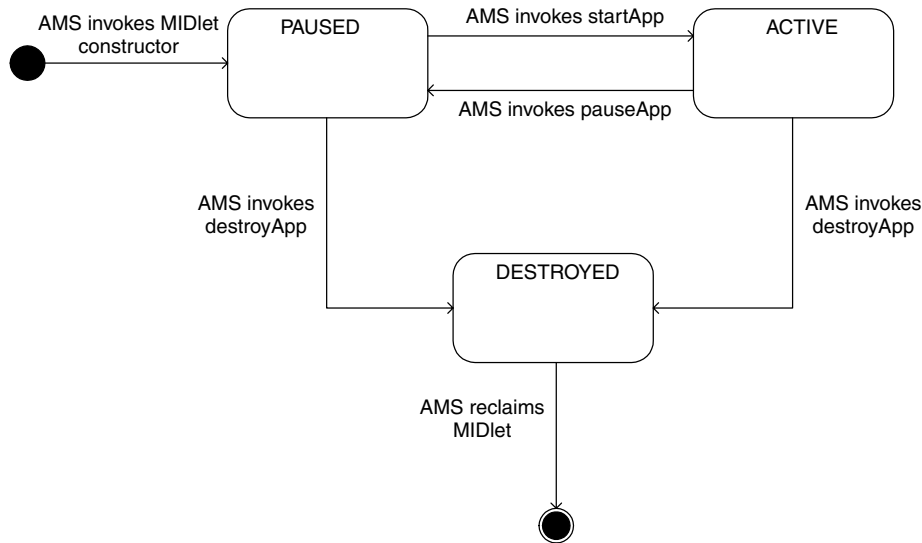 AMS invokes MIDlet
constructor
PAUSED
AMS invokes startApp
ACTIVE
AMS invokes pauseApp
AMS invokes
destroyApp
AMS invokes
destroyApp
DESTROYED
AMS reclaims
MIDlet